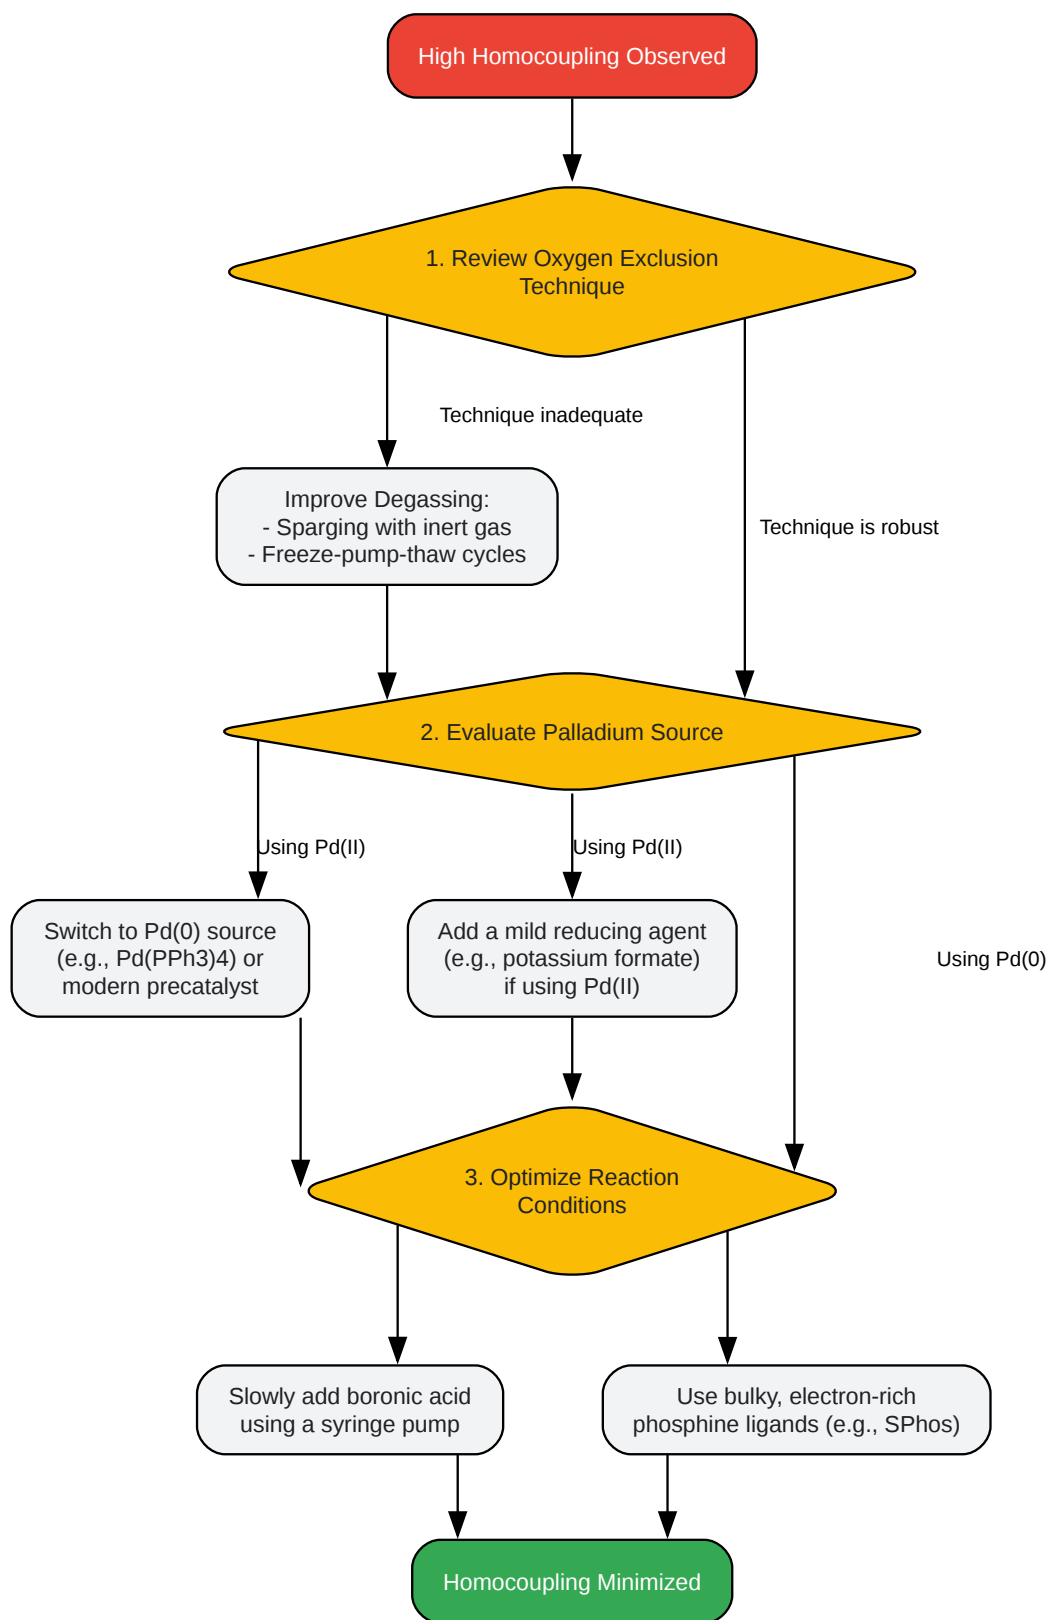 High Homocoupling Observed
1. Review Oxygen Exclusion
Technique
Technique inadequate
Improve Degassing:
- Sparging with inert gas
- Freeze-pump-thaw cycles
Technique is robust
2. Evaluate Palladium Source
Using Pd(II)
Using Pd(II)
Switch to Pd(0) source
(e.g., Pd(PPh3)4) or
modern precatalyst
Add a mild reducing agent
(e.g., potassium formate)
if using Pd(II)
Using Pd(0)
3. Optimize Reaction
Conditions
Slowly add boronic acid
using a syringe pump
Use bulky, electron-rich
phosphine ligands (e.g., SPhos)
Homocoupling Minimized